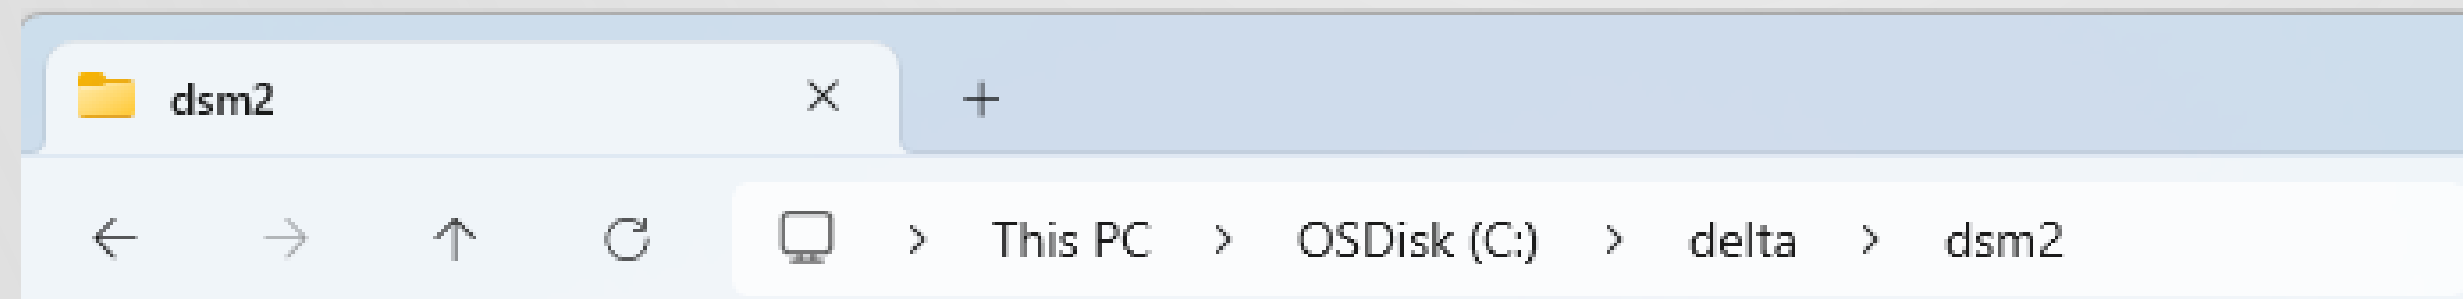 dsm2
This PC > OSDisk (C:) > delta > dsm2